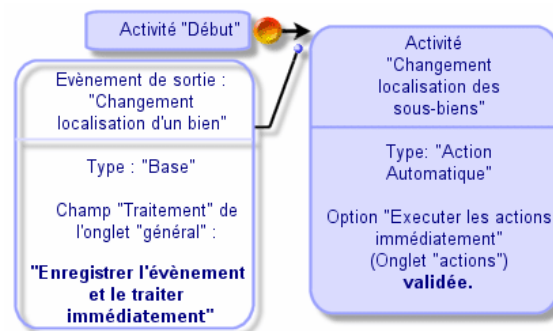 Activité "Début"
Evènement de sortie :
"Changement
localisation d'un bien"
Type : "Base"
Champ "Traitement" de
l'onglet "général" :
"Enregistrer l'évènement
et le traiter
immédiatement"
Activité
"Changement
localisation des
sous-biens"
Type: "Action
Automatique"
Option "Executer les actions
immédiatement"
(Onglet "actions")
validée.